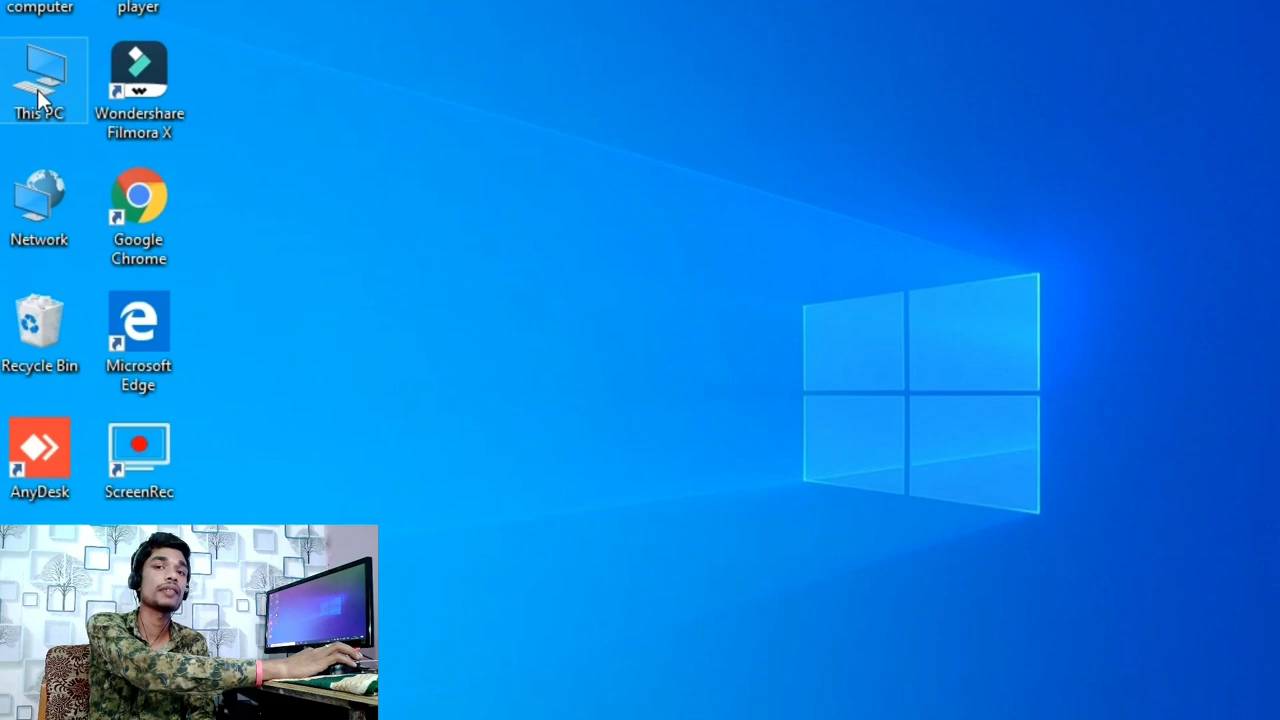 computer
player
This PC
Wondershare
Filmora X
Network
Google
Chrome
Recycle Bin
Microsoft
Edge
AnyDesk
ScreenRec